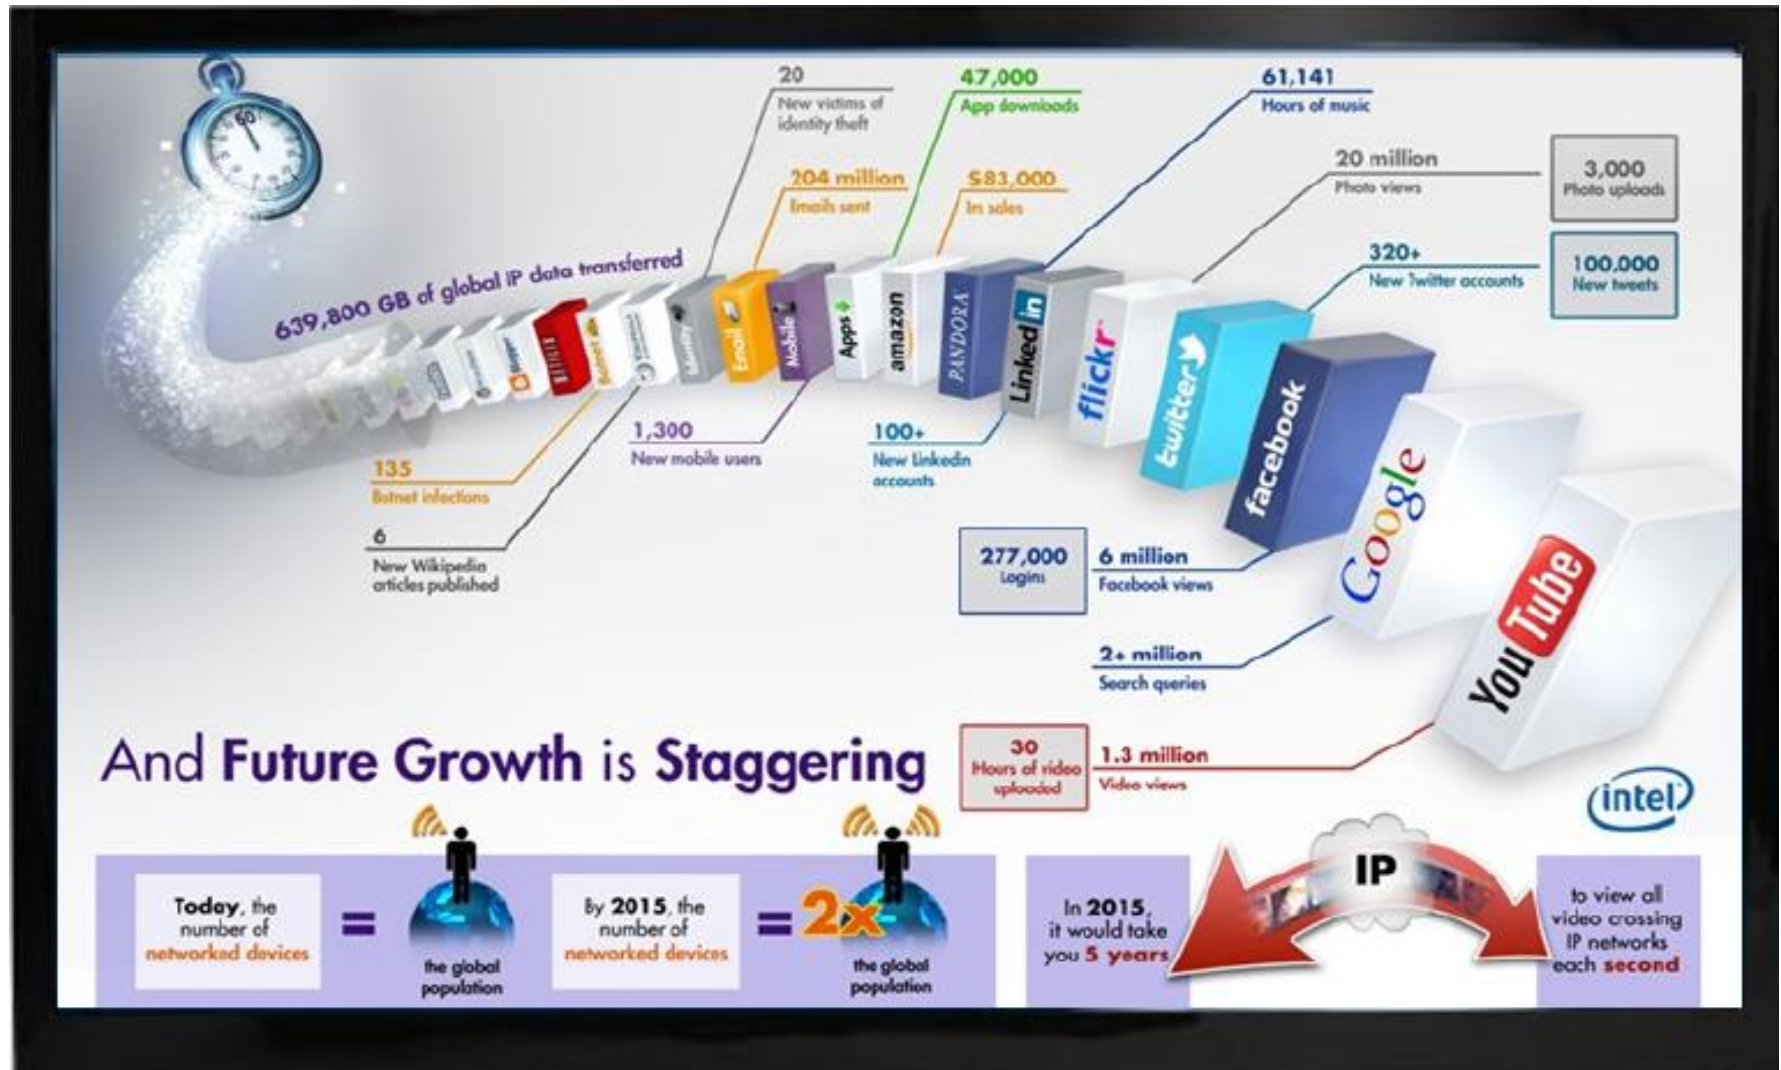 60
639,800 GB of global IP data transferred
20
New victims of
identity theft
47,000
App downloads
61,141
Hours of music
204 million
Emails sent
$83,000
In sales
20 million
Photo views
3,000
Photo uploads
320+
New Twitter accounts
100,000
New tweets
Blogger
NETFLIX
Botnet
Identity
Email
Mobile
Apps
amazon
PANDORA
Linked in
flickr
twitter
facebook
Google
YouTube
135
Botnet infections
6
New Wikipedia
articles published
1,300
New mobile users
100+
New Linkedin
accounts
277,000
Logins
6 million
Facebook views
2+ million
Search queries
30
Hours of video
uploaded
1.3 million
Video views
And Future Growth is Staggering
intel
Today, the
number of
networked devices
=
the global
population
By 2015, the
number of
networked devices
=
2x
the global
population
In 2015,
it would take
you 5 years
IP
to view all
video crossing
IP networks
each second